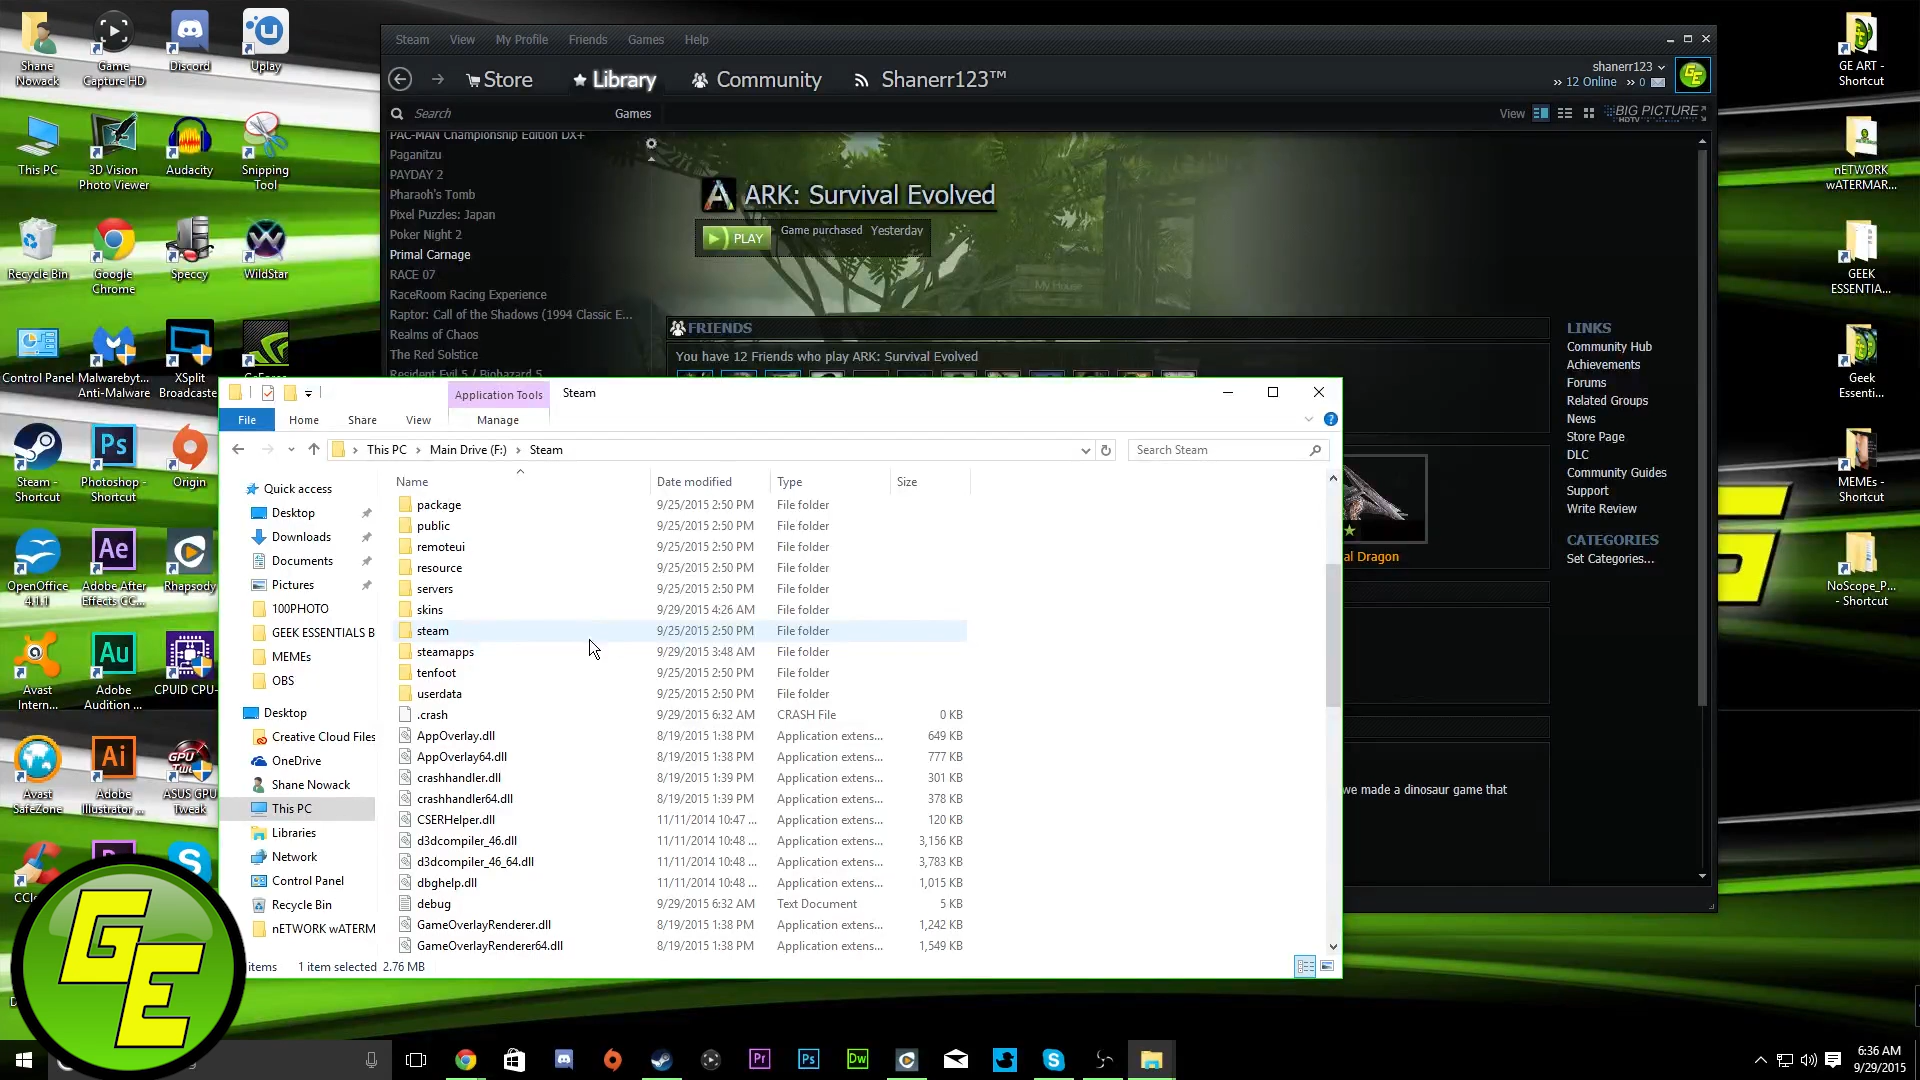 Shane
Nowack
Game
Capture HD
Discord
Uplay
This PC
3D Vision
Photo Viewer
Audacity
Snipping
Tool
Recycle Bin
Google
Chrome
Speccy
WildStar
Control Panel
Malwarebyt...
Anti-Malware
XSplit
Broadcaste
Steam -
Shortcut
Photoshop -
Shortcut
Origin
OpenOffice
4.1.1
Adobe After
Effects CC...
Rhapsody
Avast
Intern...
Adobe
Audition ...
CPUID CPU-
Avast
SafeZone
Adobe
Illustrator ...
ASUS GPU
Tweak
GE
Steam View My Profile Friends Games Help
Store Library Community Shanerr123™
shanerr123
» 12 Online » 0
GE
Search Games
View BIG PICTURE
HDTV
PAC-MAN Championship Edition DX+
Paganitzu
PAYDAY 2
Pharaoh's Tomb
Pixel Puzzles: Japan
Poker Night 2
Primal Carnage
RACE 07
RaceRoom Racing Experience
Raptor: Call of the Shadows (1994 Classic E...
Realms of Chaos
The Red Solstice
Resident Evil 5 / Biohazard 5
ARK: Survival Evolved
PLAY Game purchased Yesterday
My House
FRIENDS
You have 12 Friends who play ARK: Survival Evolved
al Dragon
we made a dinosaur game that
LINKS
Community Hub
Achievements
Forums
Related Groups
News
Store Page
DLC
Community Guides
Support
Write Review
CATEGORIES
Set Categories...
Application Tools Steam
File Home Share View Manage
This PC Main Drive (F:) Steam
Search Steam
Name Date modified Type Size
Quick access
Desktop
Downloads
Documents
Pictures
100PHOTO
GEEK ESSENTIALS B
MEMEs
OBS
Desktop
Creative Cloud Files
OneDrive
Shane Nowack
This PC
Libraries
Network
Control Panel
Recycle Bin
nETWORK wATERM
package 9/25/2015 2:50 PM File folder
public 9/25/2015 2:50 PM File folder
remoteui 9/25/2015 2:50 PM File folder
resource 9/25/2015 2:50 PM File folder
servers 9/25/2015 2:50 PM File folder
skins 9/29/2015 4:26 AM File folder
steam 9/25/2015 2:50 PM File folder
steamapps 9/29/2015 3:48 AM File folder
tenfoot 9/25/2015 2:50 PM File folder
userdata 9/25/2015 2:50 PM File folder
.crash 9/29/2015 6:32 AM CRASH File 0 KB
AppOverlay.dll 8/19/2015 1:38 PM Application extens... 649 KB
AppOverlay64.dll 8/19/2015 1:38 PM Application extens... 777 KB
crashhandler.dll 8/19/2015 1:39 PM Application extens... 301 KB
crashhandler64.dll 8/19/2015 1:39 PM Application extens... 378 KB
CSERHelper.dll 11/11/2014 10:47 ... Application extens... 120 KB
d3dcompiler_46.dll 11/11/2014 10:48 ... Application extens... 3,156 KB
d3dcompiler_46_64.dll 11/11/2014 10:48 ... Application extens... 3,783 KB
dbghelp.dll 11/11/2014 10:48 ... Application extens... 1,015 KB
debug 9/29/2015 6:32 AM Text Document 5 KB
GameOverlayRenderer.dll 8/19/2015 1:38 PM Application extens... 1,242 KB
GameOverlayRenderer64.dll 8/19/2015 1:38 PM Application extens... 1,549 KB
items 1 item selected 2.76 MB
GE ART -
Shortcut
nETWORK
wATERMAR...
GEEK
ESSENTIA...
Geek
Essenti...
MEMEs -
Shortcut
NoScope_P...
- Shortcut
6:36 AM
9/29/2015